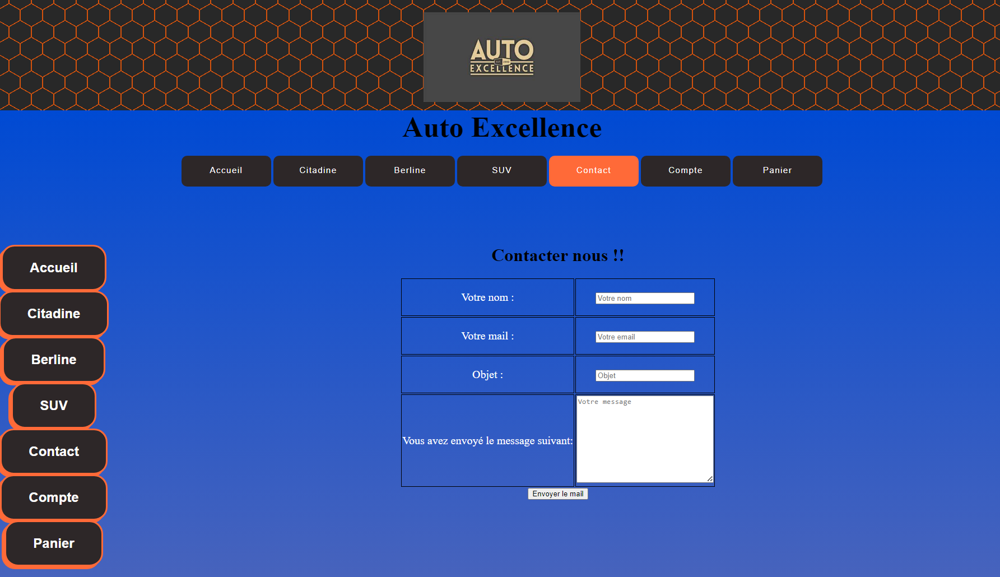 AUTO
EXCELLENCE
Auto Excellence
Accueil
Citadine
Berline
SUV
Contact
Compte
Panier
Accueil
Citadine
Berline
SUV
Contact
Compte
Panier
Contacter nous !!
Votre nom :
Votre nom
Votre mail :
Votre email
Objet :
Objet
Vous avez envoyé le message suivant:
Votre message
Envoyer le mail